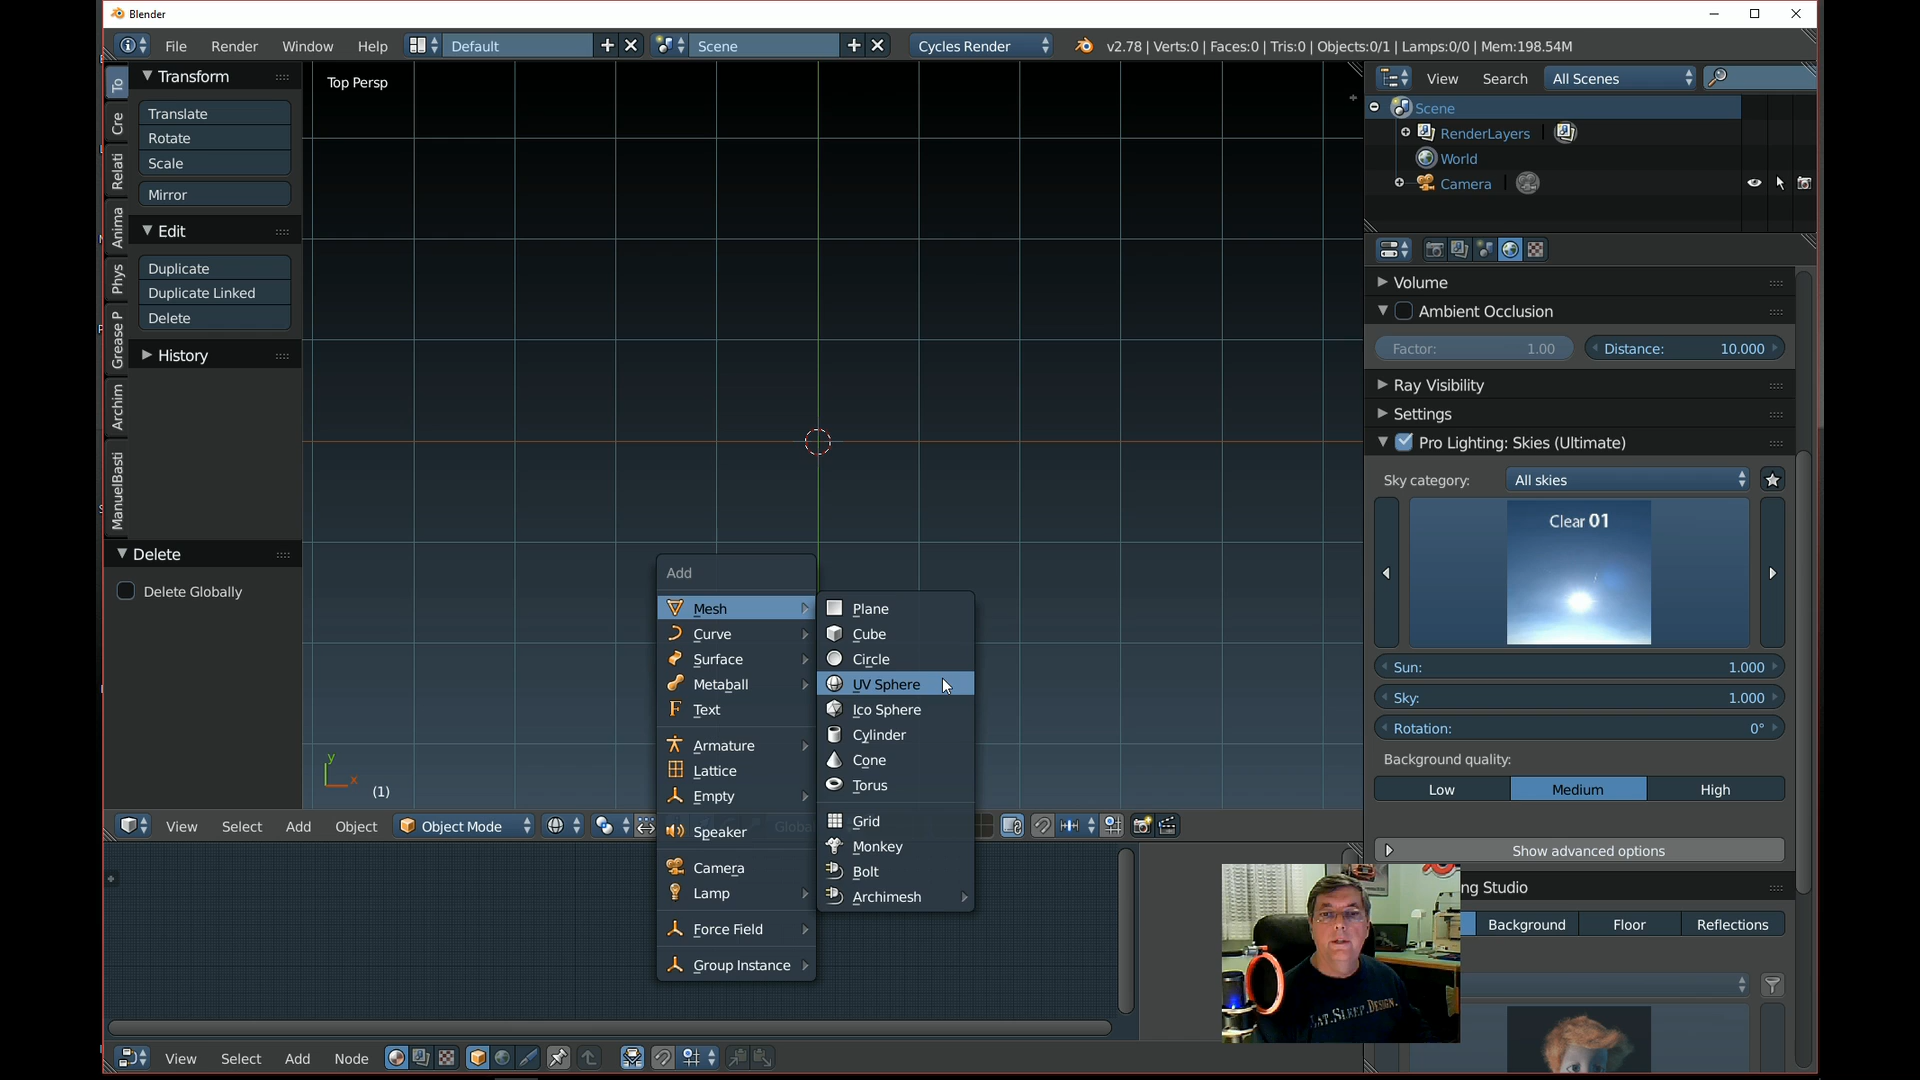 Blender
File Render Window Help Default Scene Cycles Render v2.78 | Verts:0 | Faces:0 | Tris:0 | Objects:0/1 | Lamps:0/0 | Mem:198.54M
To
Cre
Relati
Anima
Phys
Grease P
Archim
ManuelBasti
Transform
Translate
Rotate
Scale
Mirror
Edit
Duplicate
Duplicate Linked
Delete
History
Delete
Delete Globally
Top Persp
y
x
(1)
Add
Mesh
Curve
Surface
Metaball
Text
Armature
Lattice
Empty
Speaker
Camera
Lamp
Force Field
Group Instance
Plane
Cube
Circle
UV Sphere
Ico Sphere
Cylinder
Cone
Torus
Grid
Monkey
Bolt
Archimesh
View Select Add Object Object Mode
View Select Add Node
View Search All Scenes
Scene
RenderLayers
World
Camera
Volume
Ambient Occlusion
Factor: 1.00 Distance: 10.000
Ray Visibility
Settings
Pro Lighting: Skies (Ultimate)
Sky category: All skies
Clear 01
Sun: 1.000
Sky: 1.000
Rotation: 0°
Background quality:
Low Medium High
Show advanced options
ng Studio
Background Floor Reflections
EAT.SLEEP.DESIGN.